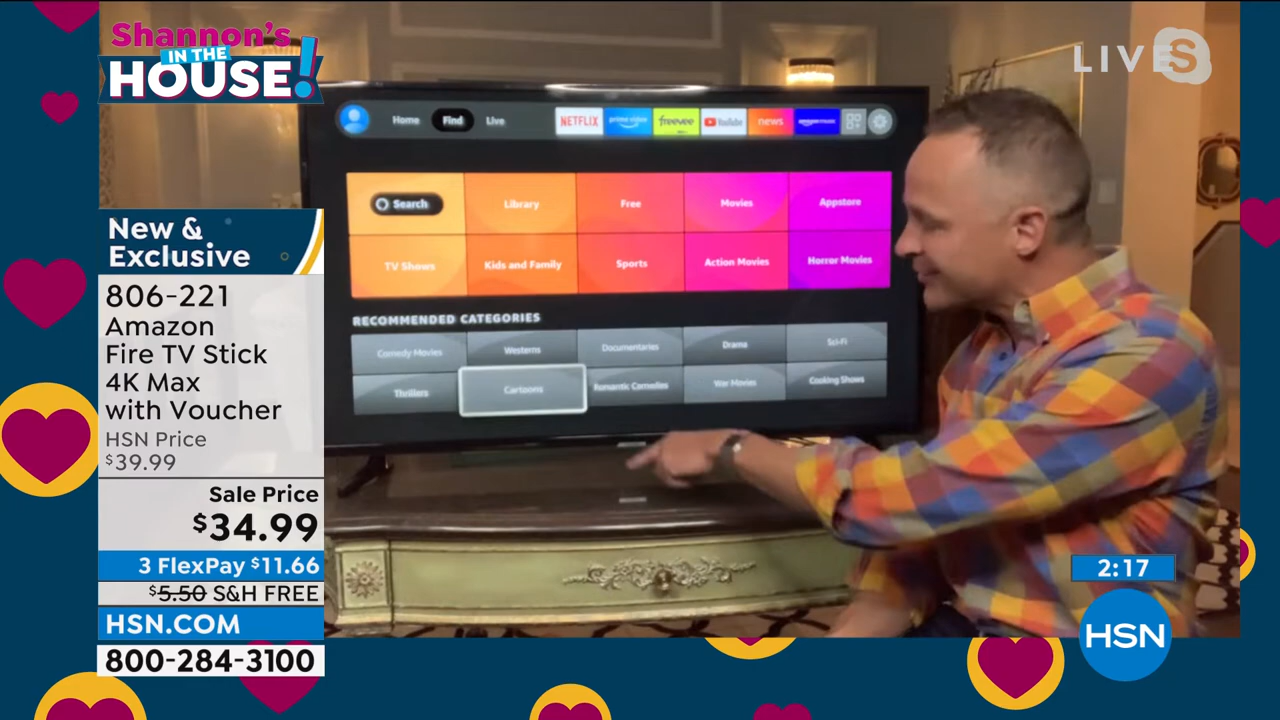 Shannon's
IN THE
HOUSE!
LIVE S
New &
Exclusive
806-221
Amazon
Fire TV Stick
4K Max
with Voucher
HSN Price
$39.99
Sale Price
$34.99
3 FlexPay $11.66
$5.50 S&H FREE
HSN.COM
800-284-3100
Home Find Live NETFLIX prime video freevee YouTube news amazon music
Search Library Free Movies Appstore
TV Shows Kids and Family Sports Action Movies Horror Movies
RECOMMENDED CATEGORIES
Comedy Movies Westerns Documentaries Drama Sci-Fi
Thrillers Cartoons Romantic Comedies War Movies Cooking Shows
2:17
HSN